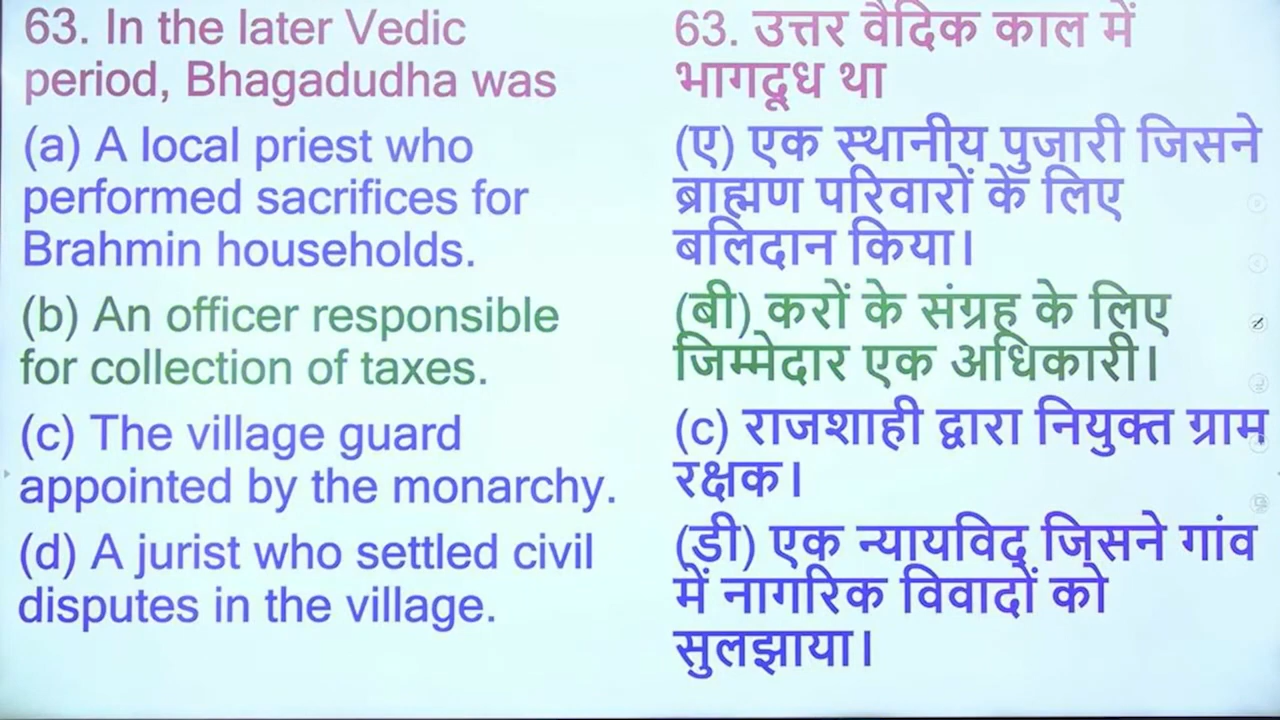 63. In the later Vedic
period, Bhagadudha was
(a) A local priest who
performed sacrifices for
Brahmin households.
(b) An officer responsible
for collection of taxes.
(c) The village guard
appointed by the monarchy.
(d) A jurist who settled civil
disputes in the village.
63. उत्तर वैदिक काल में
भागदूध था
(ए) एक स्थानीय पुजारी जिसने
ब्राह्मण परिवारों के लिए
बलिदान किया।
(बी) करों के संग्रह के लिए
जिम्मेदार एक अधिकारी।
(c) राजशाही द्वारा नियुक्त ग्राम
रक्षक।
(डी) एक न्यायविद् जिसने गांव
में नागरिक विवादों को
सुलझाया।